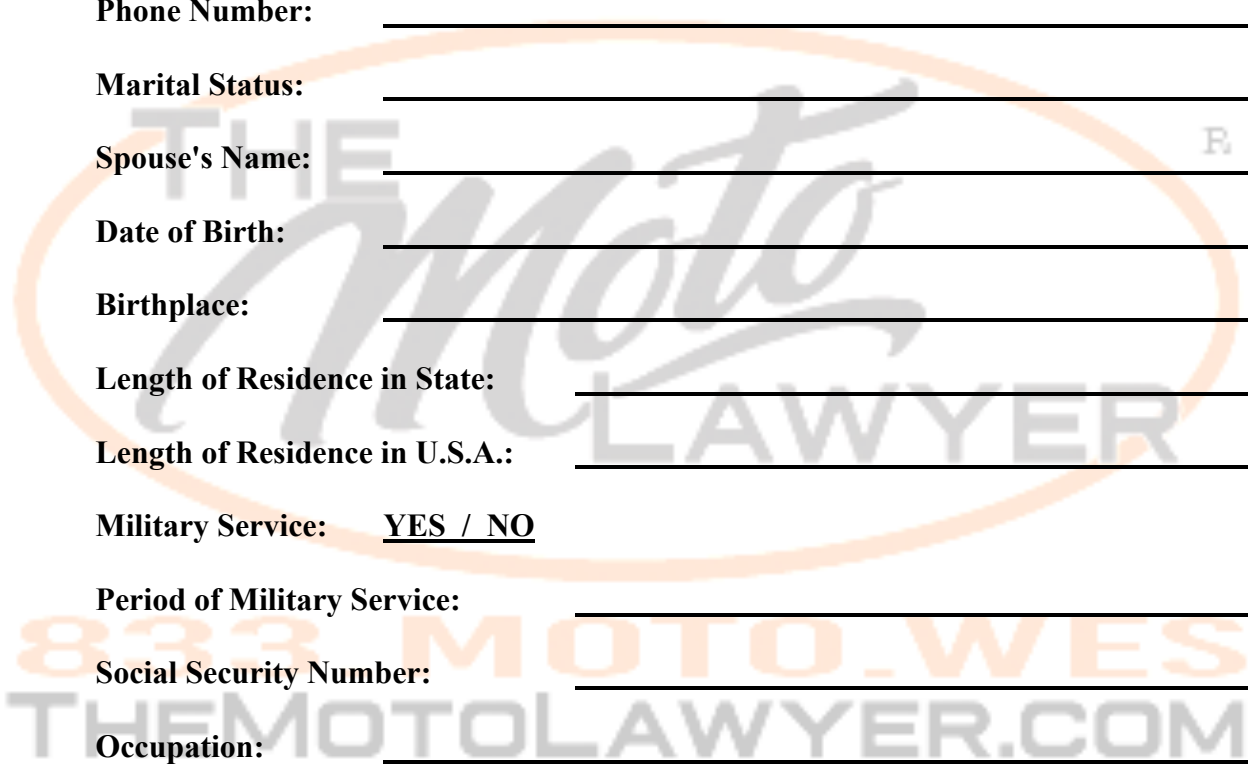 Phone Number:
Marital Status:
THE
Moto
R
Spouse's Name:
Date of Birth:
Birthplace:
Length of Residence in State:
LAWYER
Length of Residence in U.S.A.:
Military Service: YES / NO
Period of Military Service:
833 MOTO-WES
Social Security Number:
THEMOTOLAWYER.COM
Occupation: